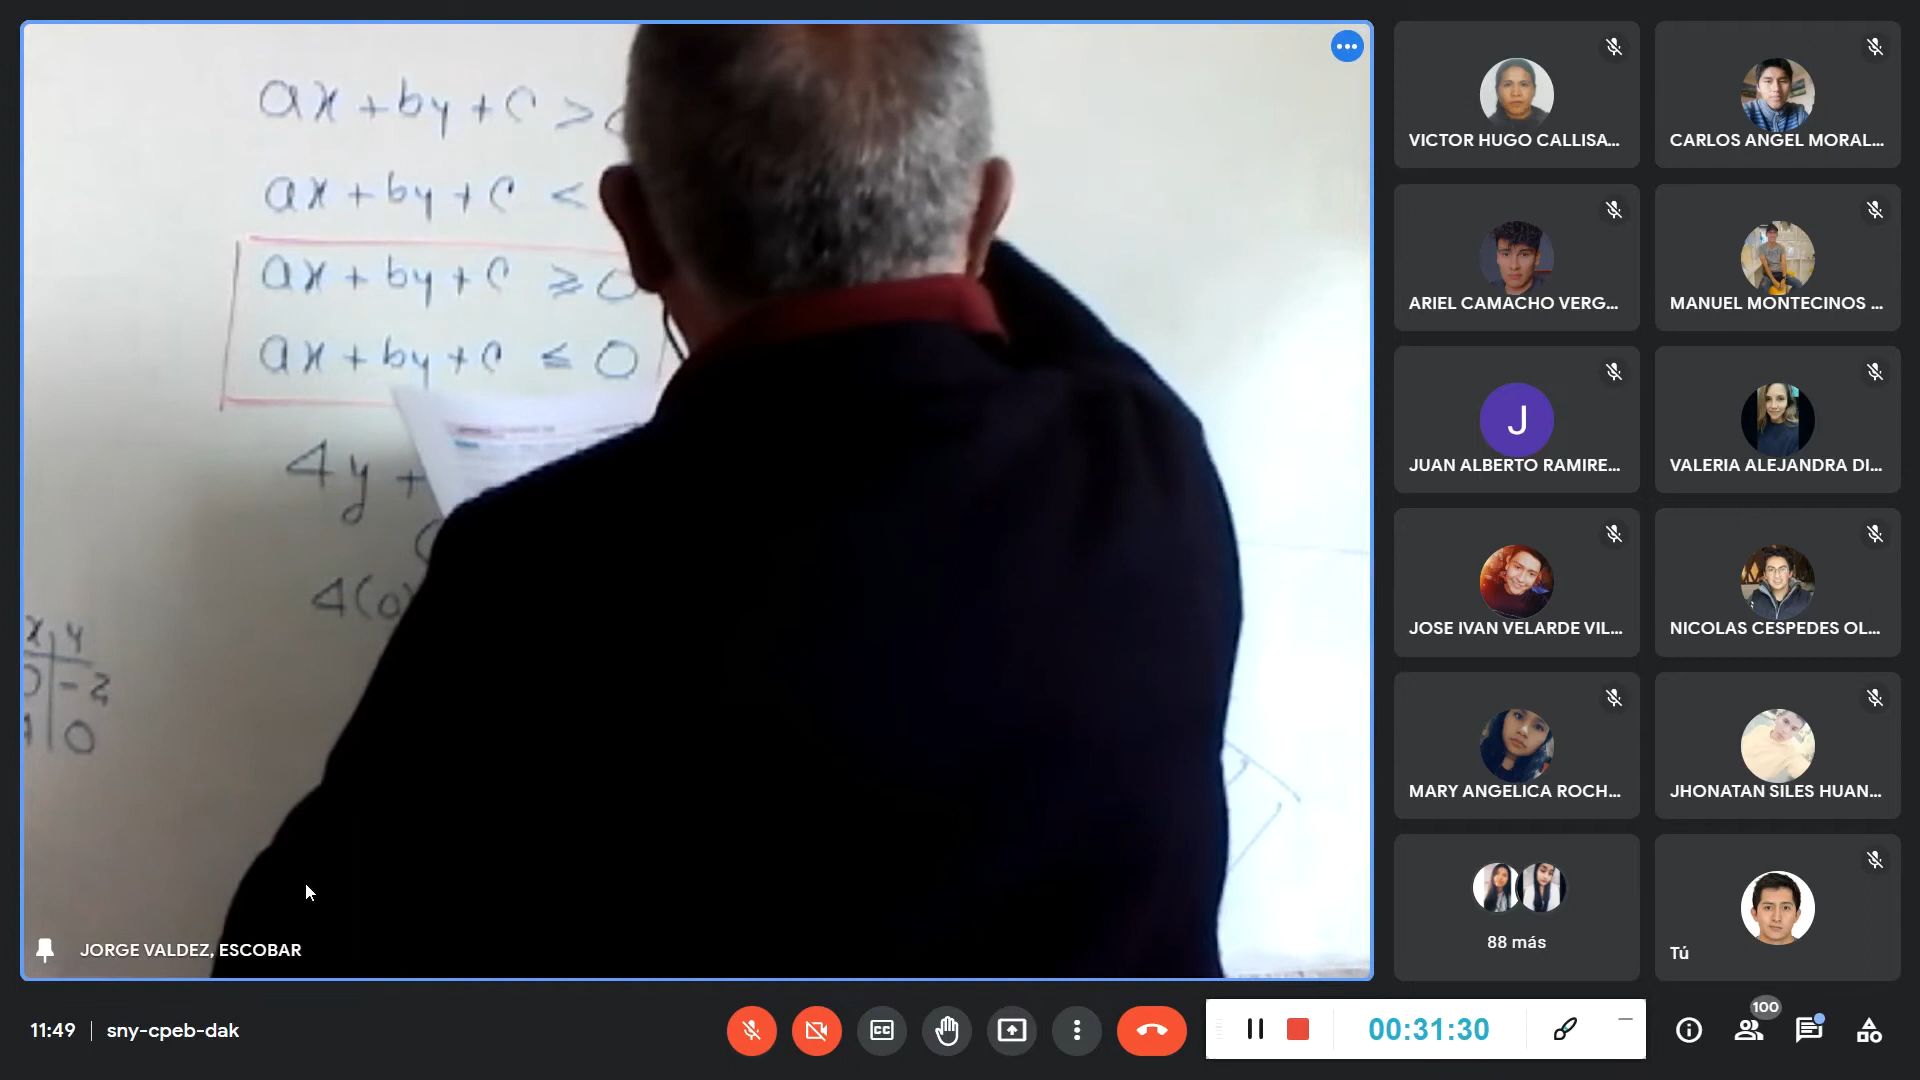 ax + by + c >
ax + by + c <
ax + by + c ≥ 0
ax + by + c ≤ 0
4y +
4(0)
x y
0 -2
0
JORGE VALDEZ, ESCOBAR
VICTOR HUGO CALLISA...
CARLOS ANGEL MORAL...
ARIEL CAMACHO VERG...
MANUEL MONTECINOS ...
J
JUAN ALBERTO RAMIRE...
VALERIA ALEJANDRA DI...
JOSE IVAN VELARDE VIL...
NICOLAS CESPEDES OL...
MARY ANGELICA ROCH...
JHONATAN SILES HUAN...
88 más
Tú
11:49
sny-cpeb-dak
CC
00:31:30
100